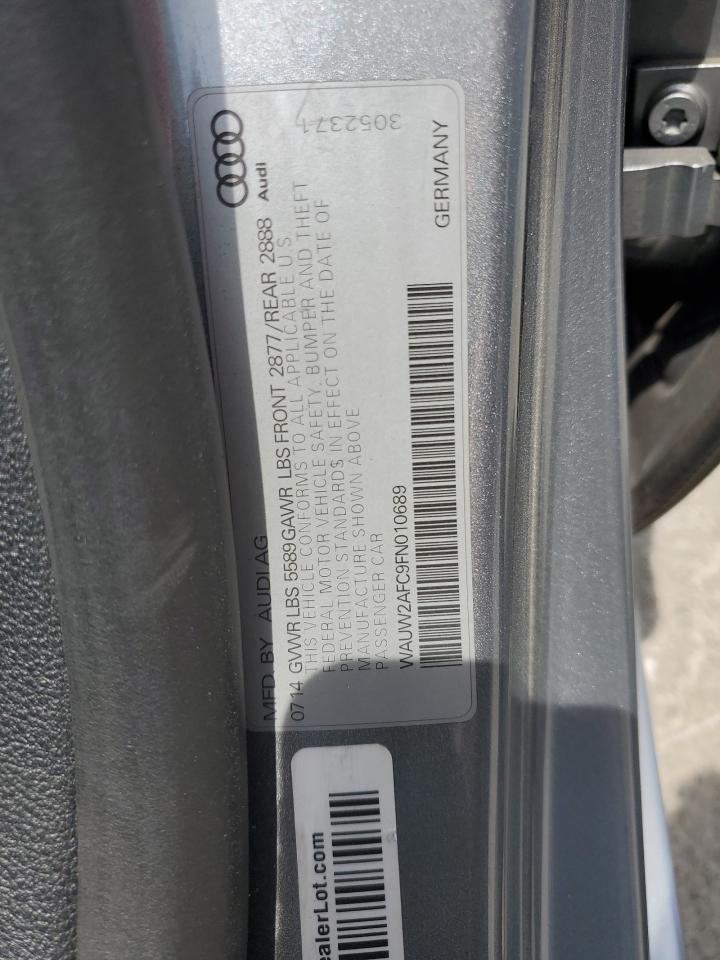 MFD. BY AUDI AG
07 14 GVWR LBS 5589 GAWR LBS FRONT 2877/REAR 2888
THIS VEHICLE CONFORMS TO ALL APPLICABLE U S
FEDERAL MOTOR VEHICLE SAFETY, BUMPER AND THEFT
PREVENTION STANDARDS IN EFFECT ON THE DATE OF
MANUFACTURE SHOWN ABOVE
PASSENGER CAR
WAUW2AFC9FN010689
Audi
3052371
GERMANY
ealerLot.com